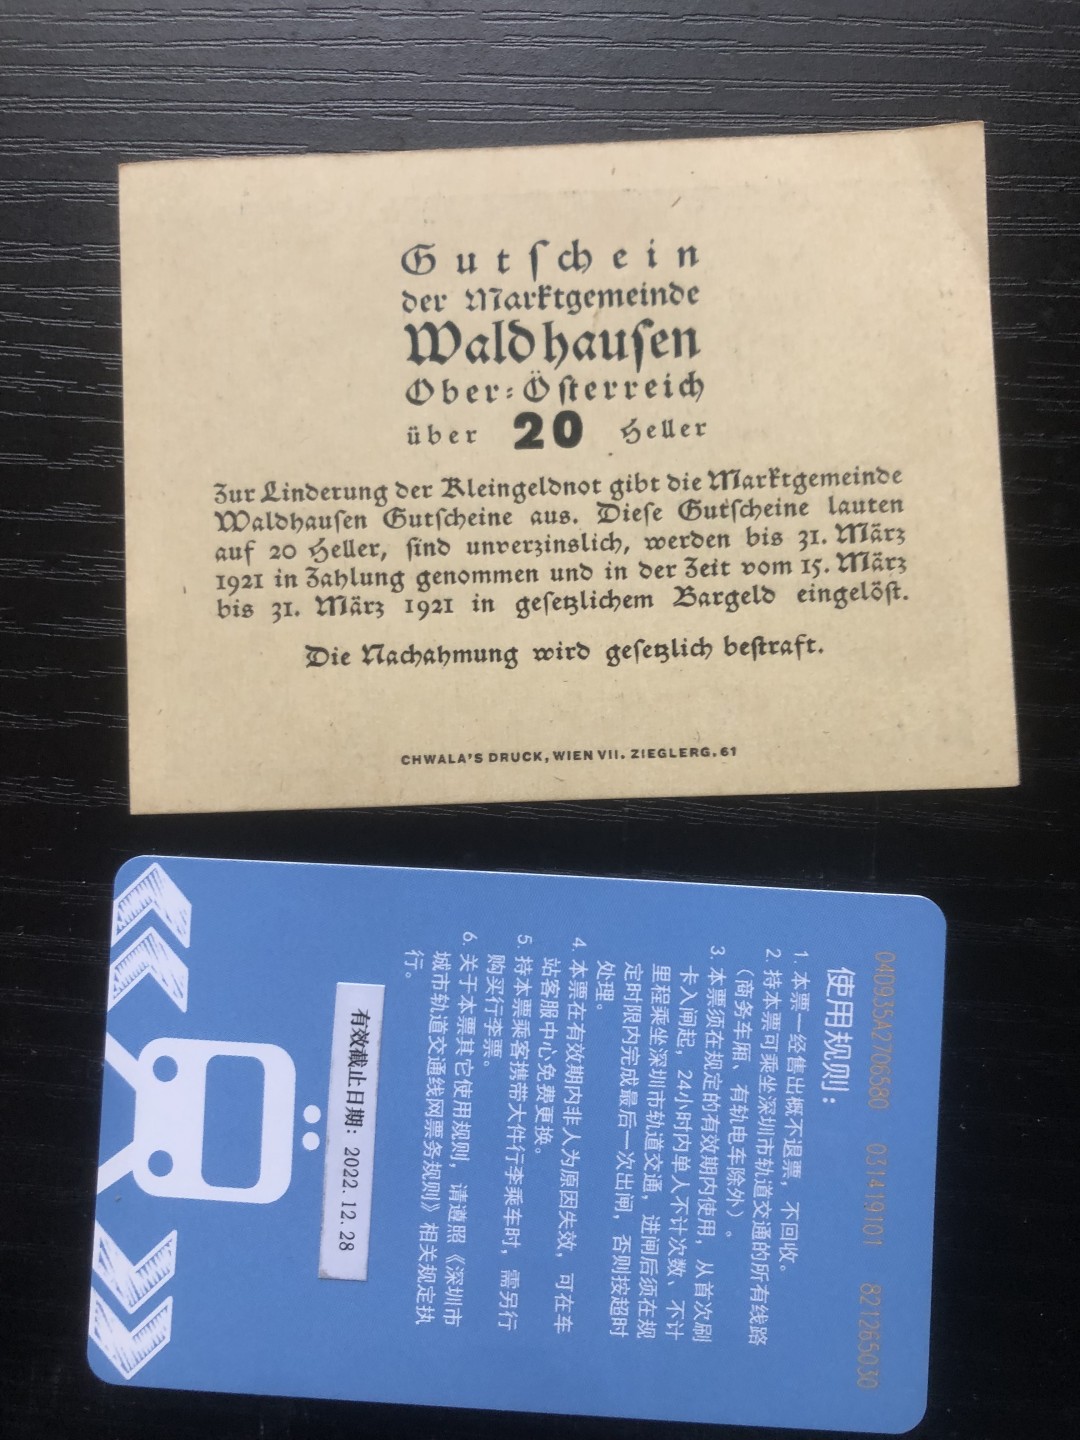 Gutschein
der Marktgemeinde
Waldhausen
Ober-Österreich
über 20 Heller
Zur Linderung der Kleingeldnot gibt die Marktgemeinde
Waldhausen Gutscheine aus. Diese Gutscheine lauten
auf 20 Heller, sind unverzinslich, werden bis 31. März
1921 in Zahlung genommen und in der Zeit vom 15. März
bis 31. März 1921 in gesetzlichem Bargeld eingelöst.
Die Nachahmung wird gesetzlich bestraft.
CHWALA'S DRUCK, WIEN VII. ZIEGLERG. 61
04D935A2706580 031419101 821265030
使用规则：
1. 本票一经售出概不退票，不回收。
2. 持本票可乘坐深圳市轨道交通的所有线路
（商务车厢、有轨电车除外）。
3. 本票须在规定的有效期内使用，从首次刷
卡入闸起，24小时内单人不计次数、不计
里程乘坐深圳市轨道交通，进闸后须在规
定时限内完成最后一次出闸，否则按超时
处理。
4. 本票在有效期内非人为原因失效，可在车
站客服中心免费更换。
5. 持本票乘客携带大件行李乘车时，需另行
购买行李票。
6. 关于本票其它使用规则，请遵照《深圳市
城市轨道交通线网票务规则》相关规定执
行。
有效截止日期：2022.12.28